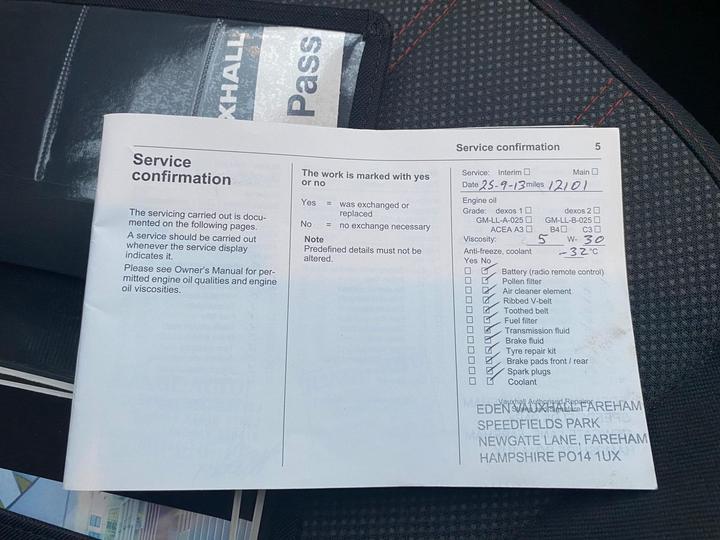 XHALL
Pass
Service confirmation 5
Service
confirmation
The servicing carried out is docu-
mented on the following pages.
A service should be carried out
whenever the service display
indicates it.
Please see Owner's Manual for per-
mitted engine oil qualities and engine
oil viscosities.
The work is marked with yes
or no
Yes = was exchanged or
replaced
No = no exchange necessary
Note
Predefined details must not be
altered.
Service: Interim □ Main □
Date 25-9-13 miles 12101
Engine oil
Grade: dexos 1 □ dexos 2 □
GM-LL-A-025 □ GM-LL-B-025 □
ACEA A3 □ B4 □ C3 □
Viscosity: 5 W- 30
Anti-freeze, coolant -32 °C
Yes No
Battery (radio remote control)
Pollen filter
Air cleaner element
Ribbed V-belt
Toothed belt
Fuel filter
Transmission fluid
Brake fluid
Tyre repair kit
Brake pads front / rear
Spark plugs
Coolant
Vauxhall Authorised Repairer
EDEN VAUXHALL FAREHAM
SPEEDFIELDS PARK
NEWGATE LANE, FAREHAM
HAMPSHIRE PO14 1UX